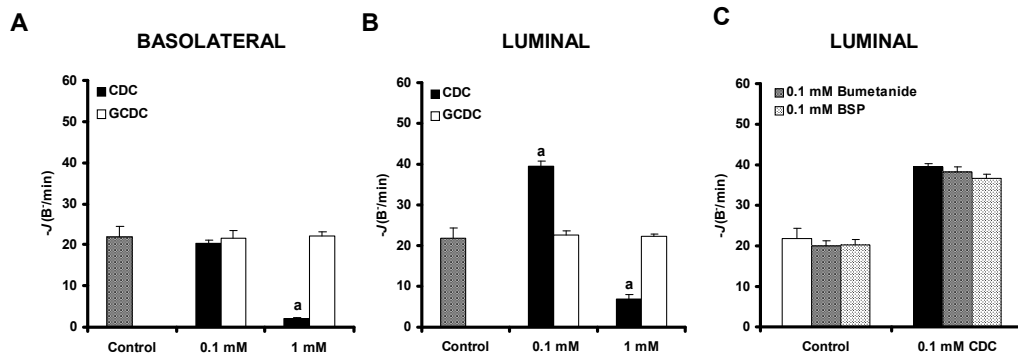 A
BASOLATERAL
-J(B-/min)
60
50
40
30
20
10
0
CDC
GCDC
a
Control
0.1 mM
1 mM
B
LUMINAL
-J(B-/min)
60
50
40
30
20
10
0
CDC
GCDC
a
a
Control
0.1 mM
1 mM
C
LUMINAL
-J(B-/min)
60
50
40
30
20
10
0
0.1 mM Bumetanide
0.1 mM BSP
Control
0.1 mM CDC